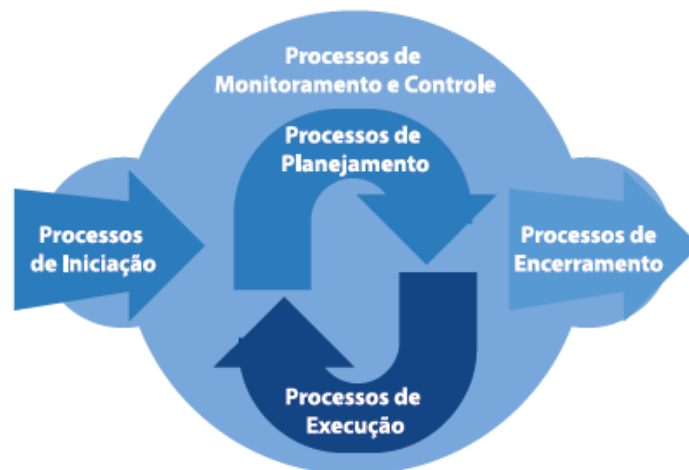 Processos de
Monitoramento e Controle
Processos de
Planejamento
Processos
de Iniciação
Processos de
Encerramento
Processos de
Execução